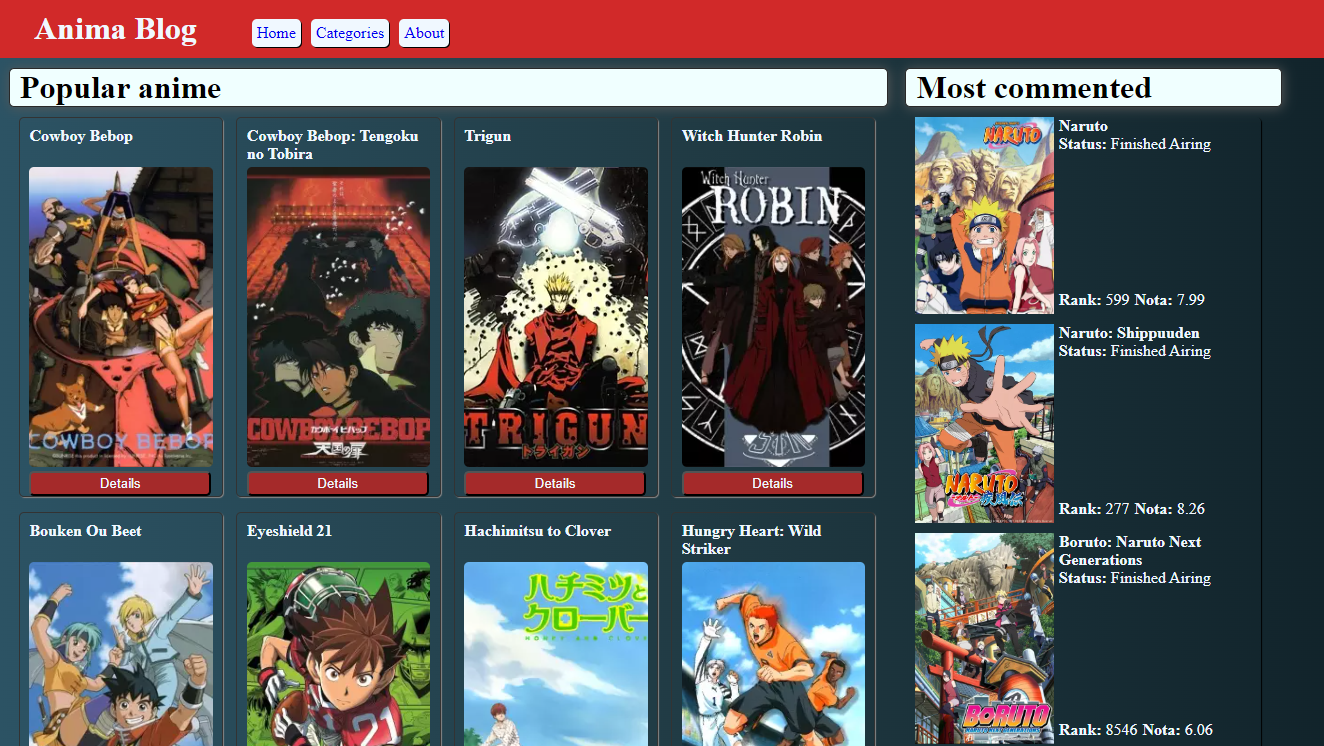 Anima Blog
Home
Categories
About
Popular anime
Most commented
Cowboy Bebop
Cowboy Bebop: Tengoku
no Tobira
Trigun
Witch Hunter Robin
COWBOY BEBOP
カウボーイビバップ
COWBOY BEBOP
天国の扉
TRIGUN
トライガン
Witch Hunter
ROBIN
Details
Details
Details
Details
Bouken Ou Beet
Eyeshield 21
Hachimitsu to Clover
Hungry Heart: Wild
Striker
21
ハチミツと
クローバー
NARUTO
Naruto
Status: Finished Airing
Rank: 599 Nota: 7.99
Naruto: Shippuuden
Status: Finished Airing
NARUTO
疾風伝
Rank: 277 Nota: 8.26
Boruto: Naruto Next
Generations
Status: Finished Airing
BORUTO
Rank: 8546 Nota: 6.06